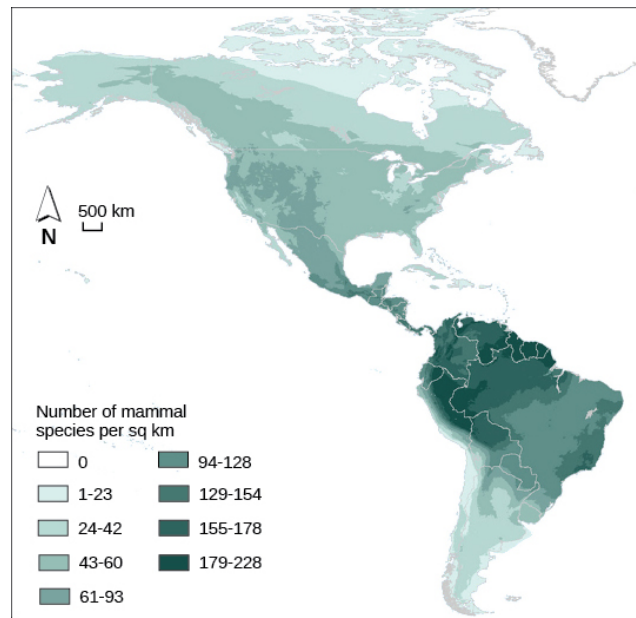 500 km
N
Number of mammal
species per sq km
0
1-23
24-42
43-60
61-93
94-128
129-154
155-178
179-228